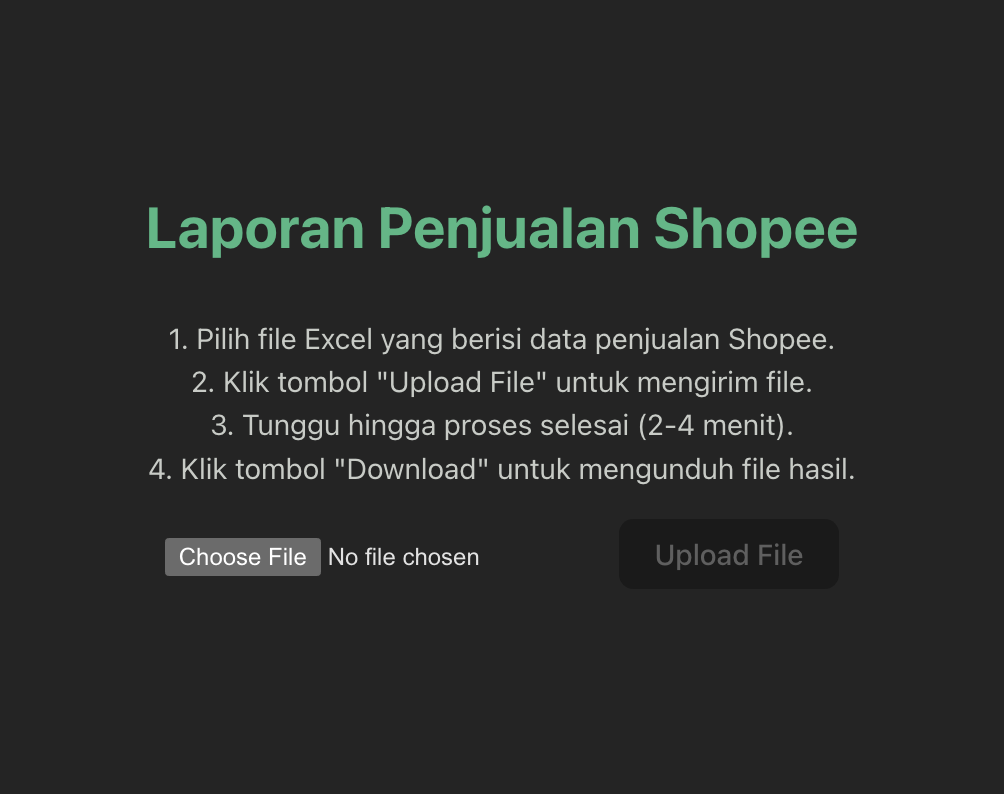 Laporan Penjualan Shopee
1. Pilih file Excel yang berisi data penjualan Shopee.
2. Klik tombol "Upload File" untuk mengirim file.
3. Tunggu hingga proses selesai (2-4 menit).
4. Klik tombol "Download" untuk mengunduh file hasil.
Choose File No file chosen Upload File